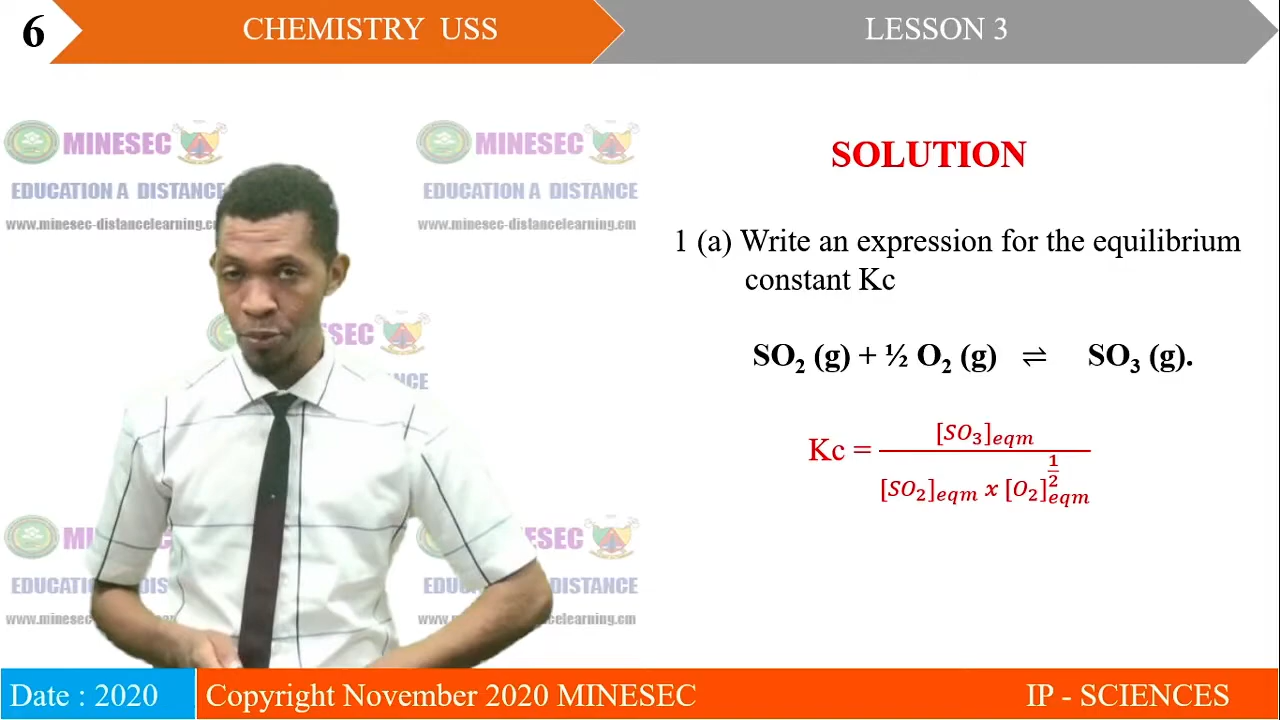 6
CHEMISTRY USS
LESSON 3
MINESEC
MINESEC
EDUCATION A DISTANCE
EDUCATION A DISTANCE
www.minesec-distancelearning.c
www.minesec-distancelearning.cm
SOLUTION
1 (a) Write an expression for the equilibrium
constant Kc
SO₂ (g) + ½ O₂ (g) ⇌ SO₃ (g).
Kc = [SO₃]eqm / [SO₂]eqm x [O₂]^½ eqm
Date : 2020
Copyright November 2020 MINESEC
IP - SCIENCES